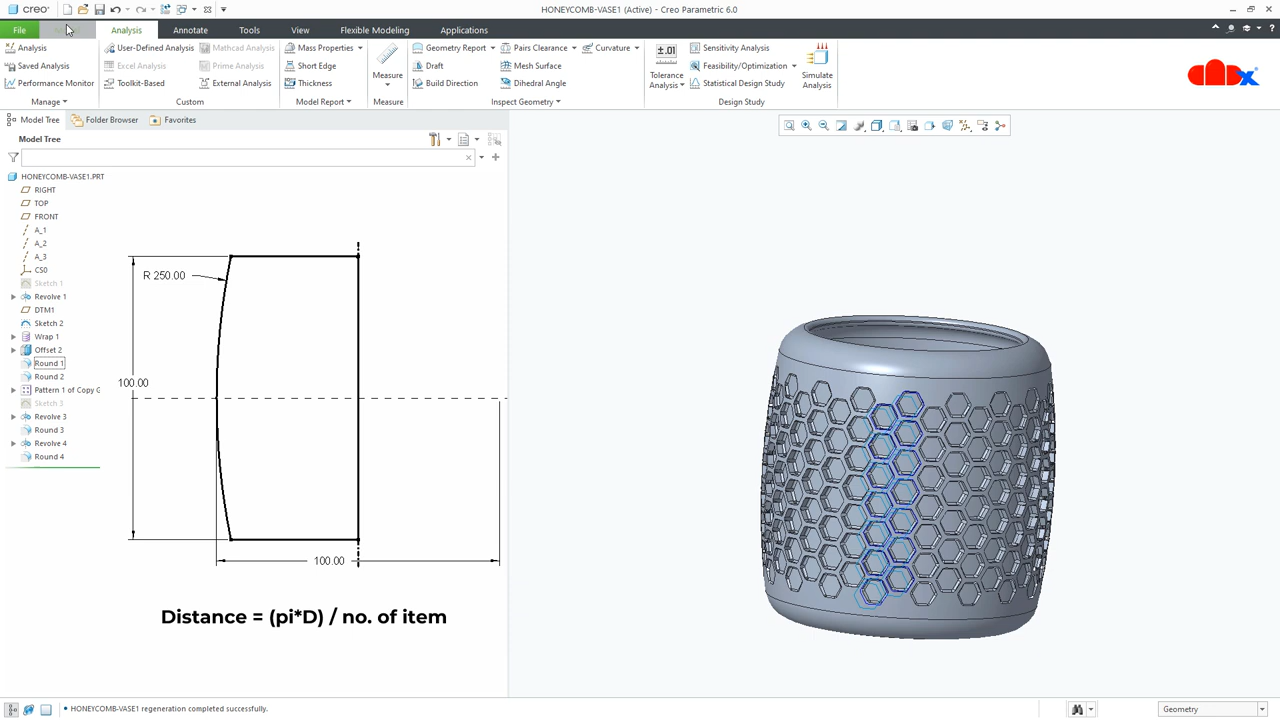 creo
HONEYCOMB-VASE1 (Active) - Creo Parametric 6.0
File
Analysis
Annotate
Tools
View
Flexible Modeling
Applications
Analysis
Saved Analysis
Performance Monitor
Manage
User-Defined Analysis
Mathcad Analysis
Excel Analysis
Prime Analysis
Toolkit-Based
External Analysis
Custom
Mass Properties
Short Edge
Thickness
Model Report
Measure
Measure
Geometry Report
Pairs Clearance
Curvature
Draft
Mesh Surface
Build Direction
Dihedral Angle
Inspect Geometry
±.01
Tolerance
Analysis
Sensitivity Analysis
Feasibility/Optimization
Statistical Design Study
Simulate
Analysis
Design Study
Model Tree
Folder Browser
Favorites
Model Tree
HONEYCOMB-VASE1.PRT
RIGHT
TOP
FRONT
A_1
A_2
A_3
CS0
Sketch 1
Revolve 1
DTM1
Sketch 2
Wrap 1
Offset 2
Round 1
Round 2
Pattern 1 of Copy G
Sketch 3
Revolve 3
Round 3
Revolve 4
Round 4
R 250.00
100.00
100.00
Distance = (pi*D) / no. of item
HONEYCOMB-VASE1 regeneration completed successfully.
Geometry